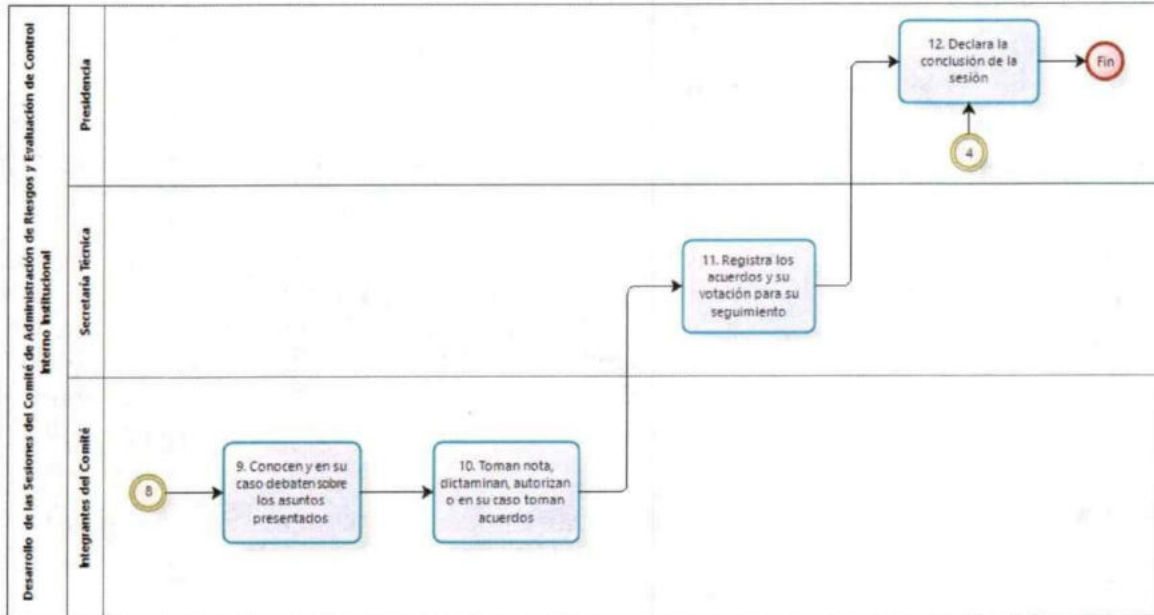 Desarrollo de las Sesiones del Comité de Administración de Riesgos y Evaluación de Control
Interno Institucional
Presidencia
12. Declara la
conclusión de la
sesión
Fin
4
Secretaría Técnica
11. Registra los
acuerdos y su
votación para su
seguimiento
Integrantes del Comité
8
9. Conocen y en su
caso debaten sobre
los asuntos
presentados
10. Toman nota,
dictaminan, autorizan
o en su caso toman
acuerdos